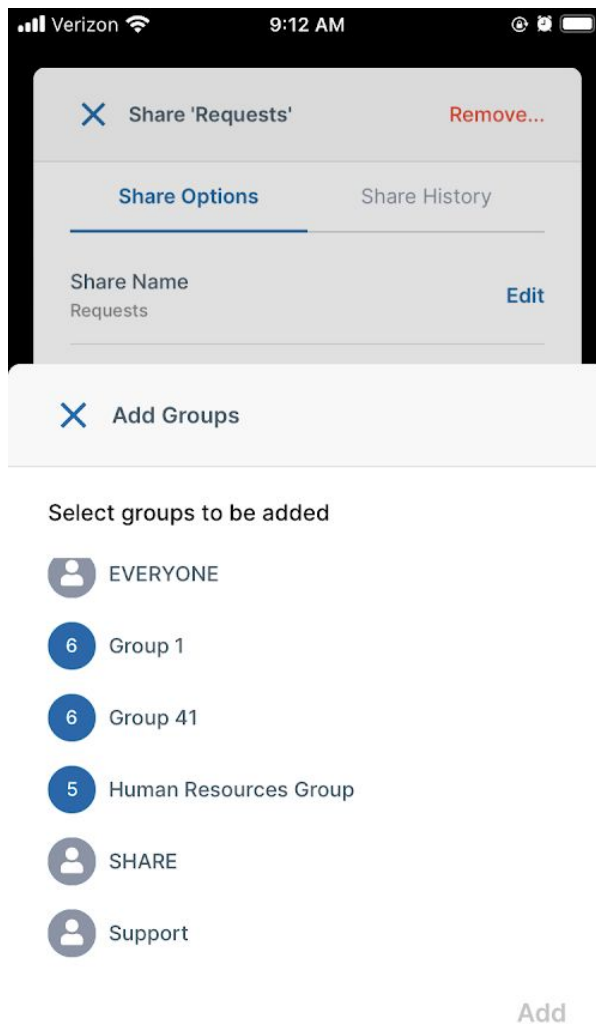 Verizon 9:12 AM
Share 'Requests' Remove...
Share Options Share History
Share Name
Requests
Edit
Add Groups
Select groups to be added
EVERYONE
6 Group 1
6 Group 41
5 Human Resources Group
SHARE
Support
Add